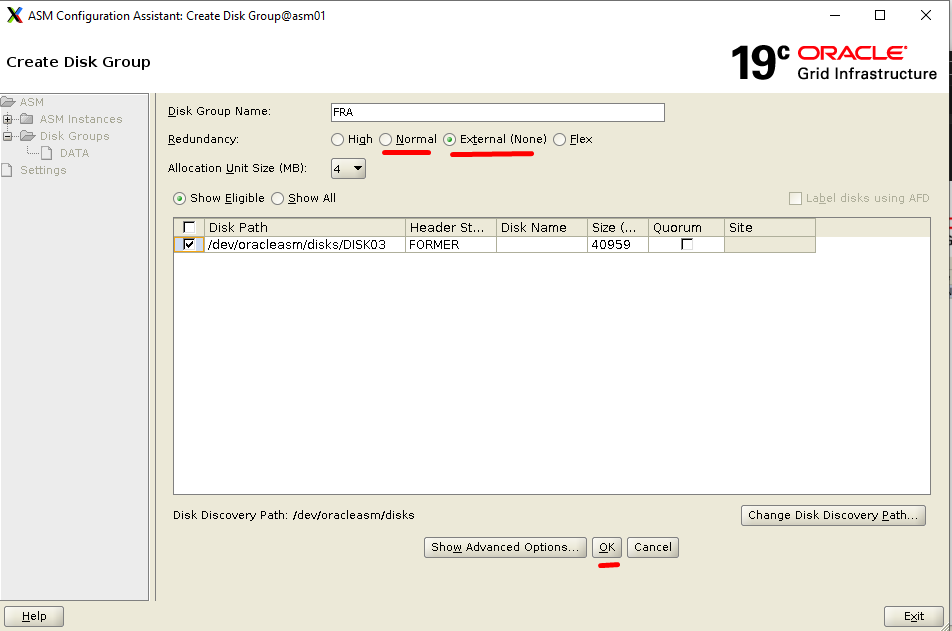 ASM Configuration Assistant: Create Disk Group@asm01
Create Disk Group
19c ORACLE Grid Infrastructure
ASM
ASM Instances
Disk Groups
DATA
Settings
Disk Group Name: FRA
Redundancy: High Normal External (None) Flex
Allocation Unit Size (MB): 4
Show Eligible Show All Label disks using AFD
Disk Path Header St... Disk Name Size (... Quorum Site
/dev/oracleasm/disks/DISK03 FORMER 40959
Disk Discovery Path: /dev/oracleasm/disks Change Disk Discovery Path...
Show Advanced Options... OK Cancel
Help Exit